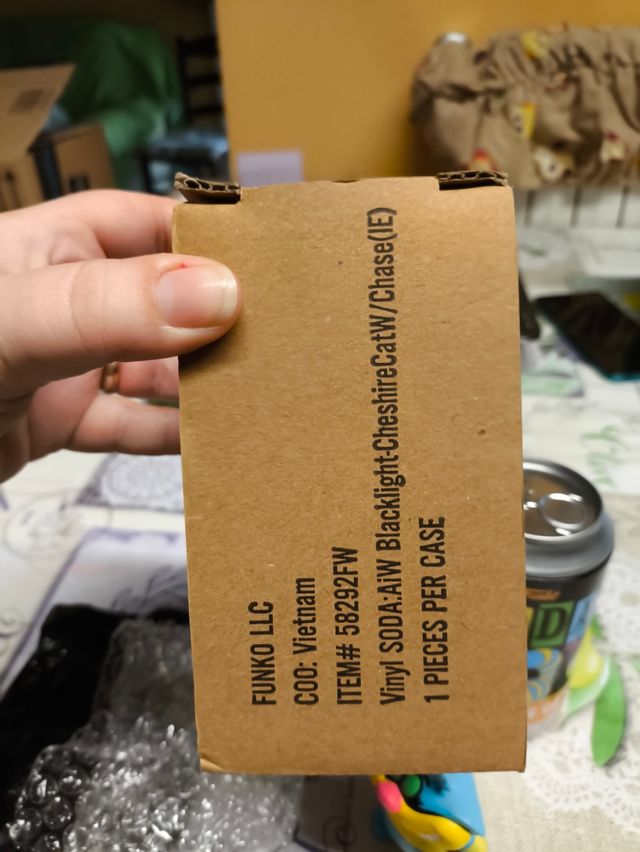 FUNKO LLC
COO: Vietnam
ITEM# 58292FW
Vinyl SODA:AiW Blacklight-CheshireCatW/Chase(IE)
1 PIECES PER CASE